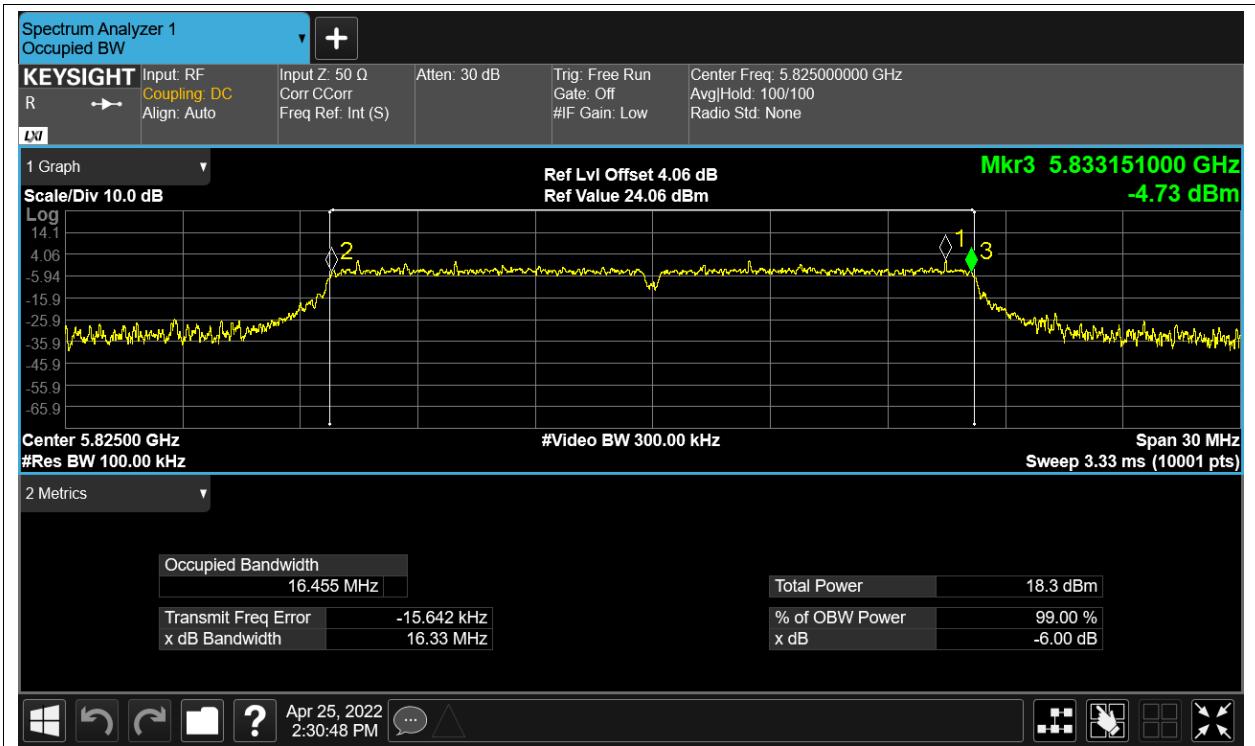 Spectrum Analyzer 1
Occupied BW
KEYSIGHT
R
LXI
Input: RF
Coupling: DC
Align: Auto
Input Z: 50 Ω
Corr CCorr
Freq Ref: Int (S)
Atten: 30 dB
Trig: Free Run
Gate: Off
#IF Gain: Low
Center Freq: 5.825000000 GHz
Avg|Hold: 100/100
Radio Std: None
1 Graph
Scale/Div 10.0 dB
Ref Lvl Offset 4.06 dB
Ref Value 24.06 dBm
Mkr3 5.833151000 GHz
-4.73 dBm
Log
14.1
4.06
-5.94
-15.9
-25.9
-35.9
-45.9
-55.9
-65.9
2
1
3
Center 5.82500 GHz
#Res BW 100.00 kHz
#Video BW 300.00 kHz
Span 30 MHz
Sweep 3.33 ms (10001 pts)
2 Metrics
Occupied Bandwidth
16.455 MHz
Transmit Freq Error -15.642 kHz
x dB Bandwidth 16.33 MHz
Total Power 18.3 dBm
% of OBW Power 99.00 %
x dB -6.00 dB
?
Apr 25, 2022
2:30:48 PM